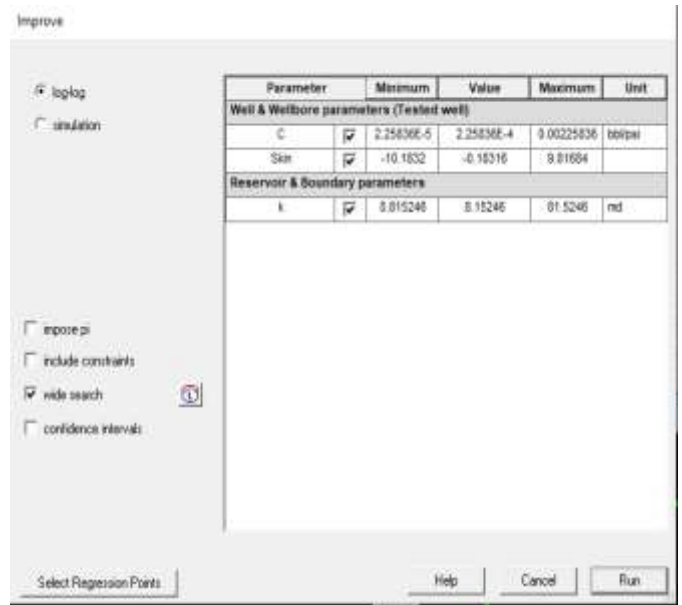 Improve
loglog
simulation
Parameter Minimum Value Maximum Unit
Well & Wellbore parameters (Tested well)
C 2.25836E-5 2.25836E-4 0.00225836 bbl/psi
Skin -10.1832 -0.18316 9.81684
Reservoir & Boundary parameters
k 0.815246 8.15246 81.5246 md
impose pi
include constraints
wide search
confidence intervals
Select Regression Points Help Cancel Run